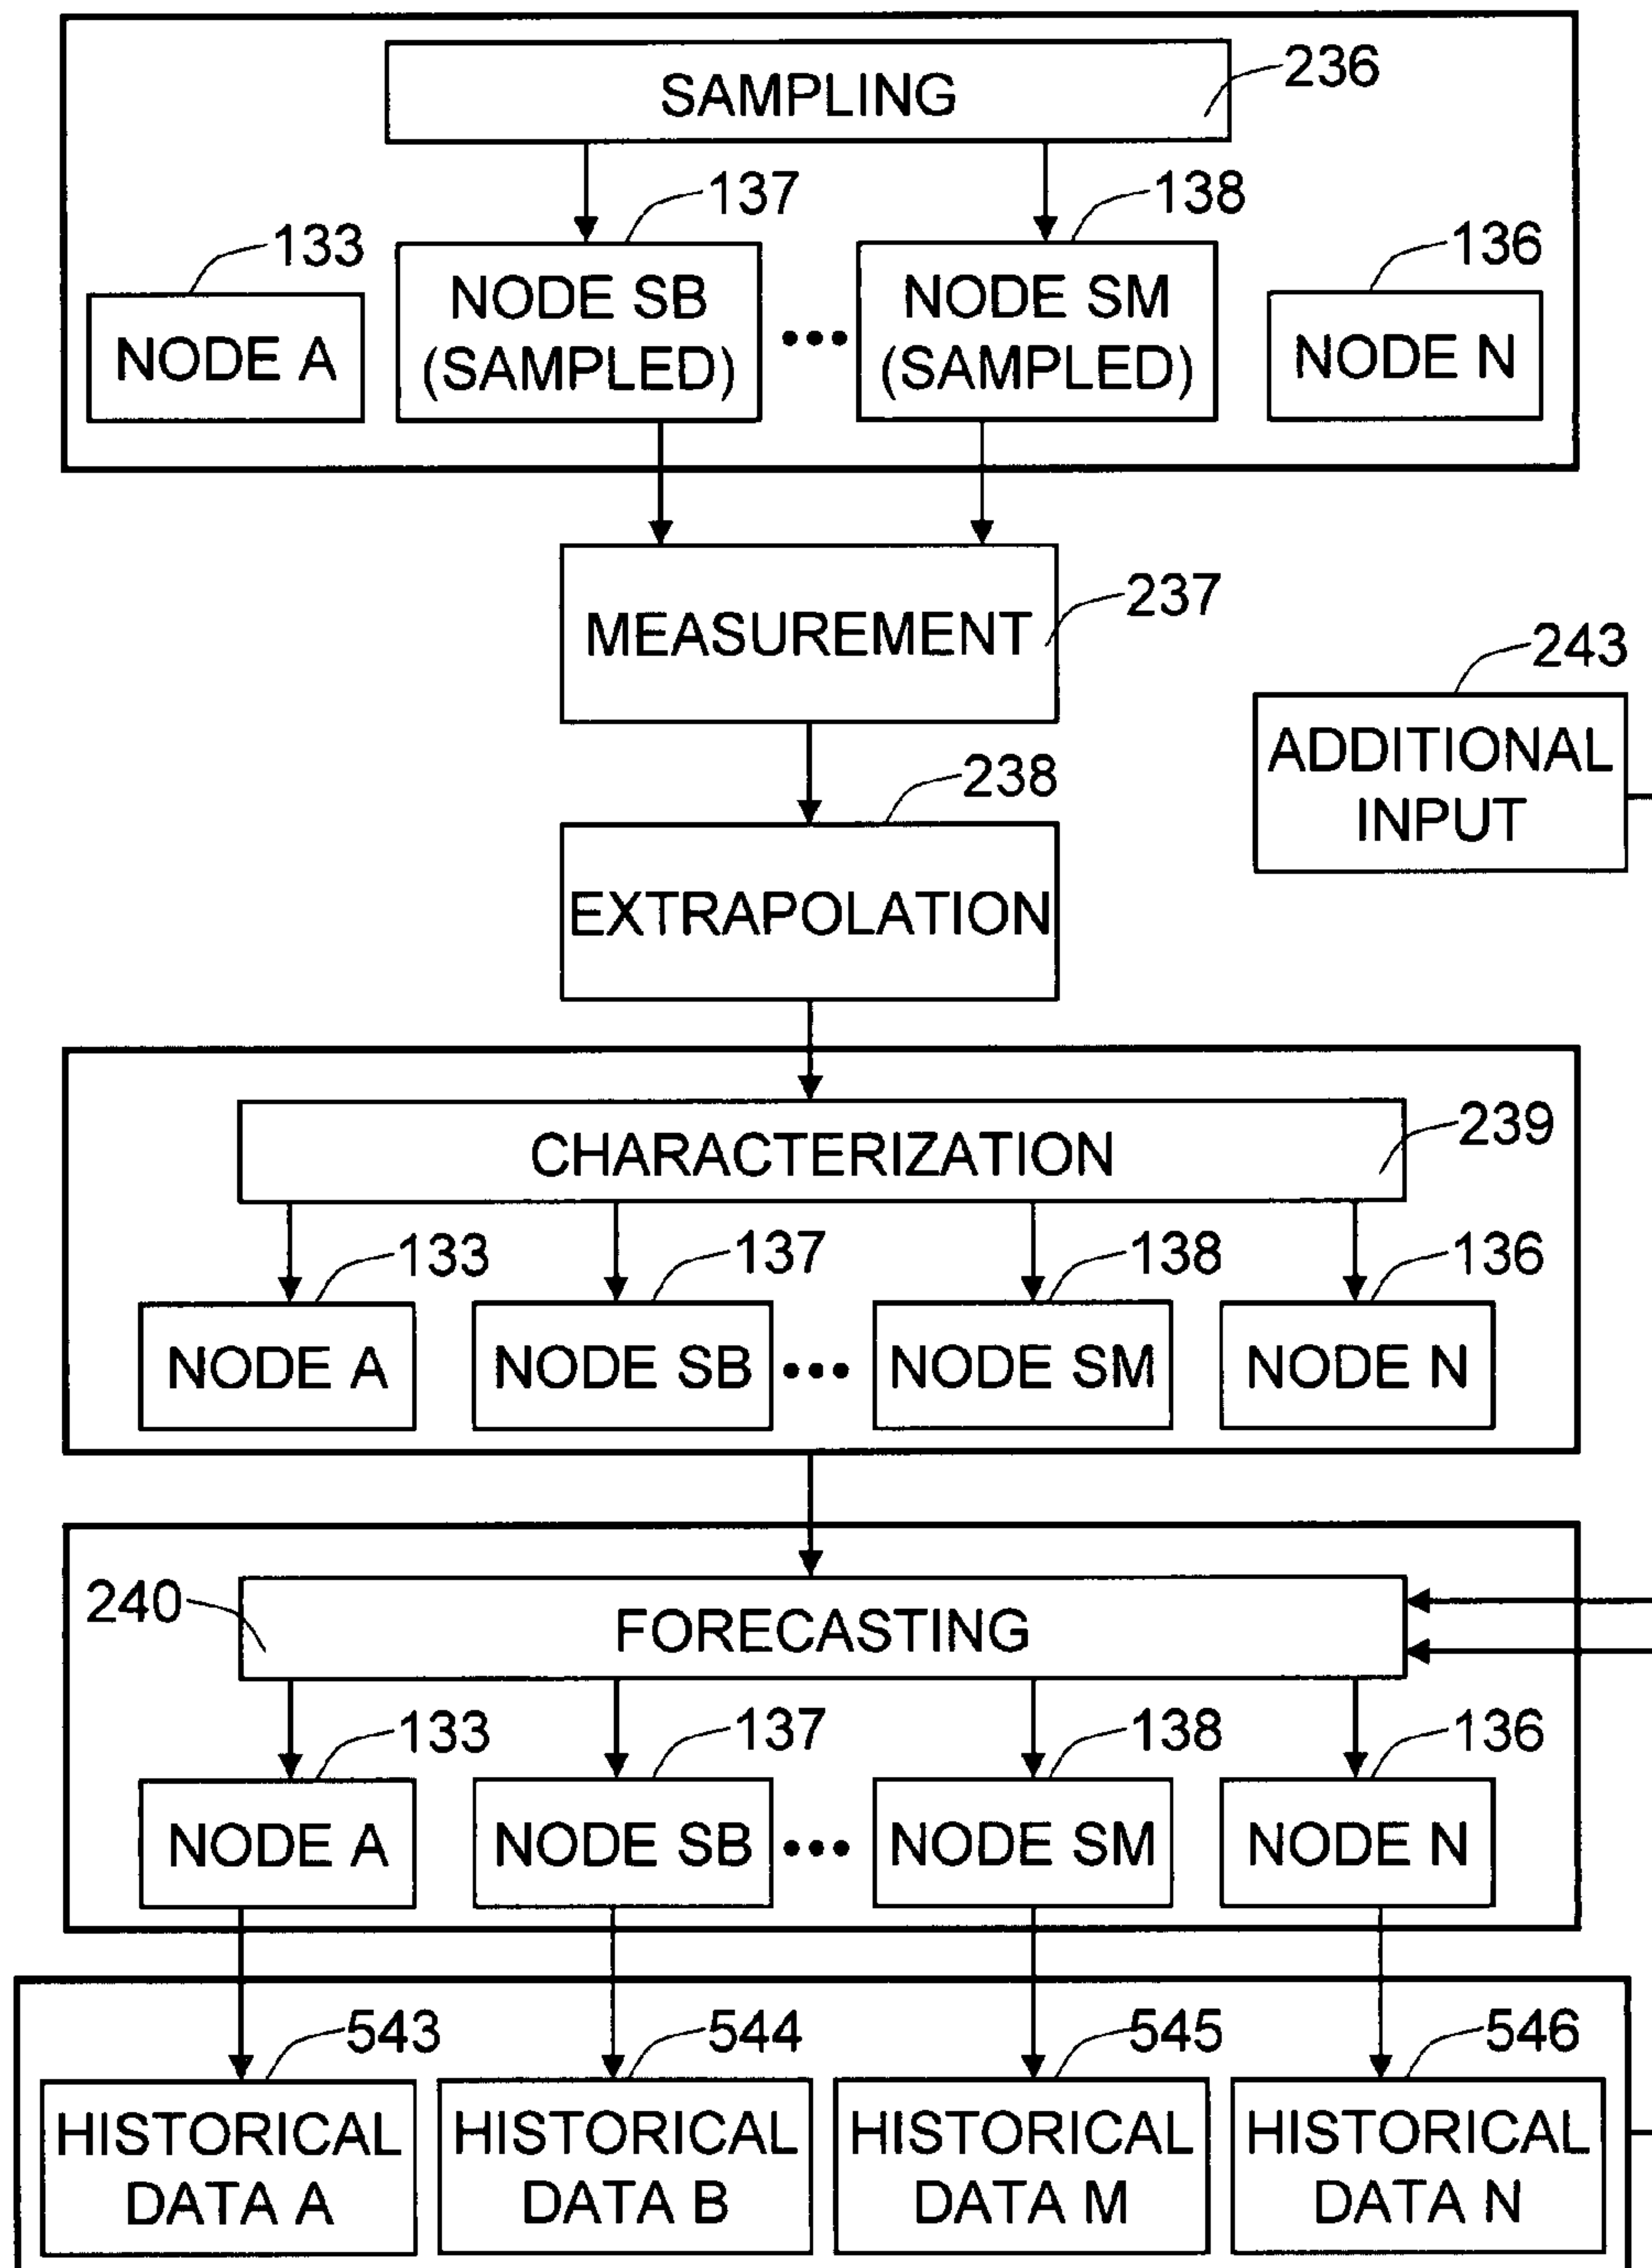 SAMPLING
236
137
138
133
136
NODE A
NODE SB
(SAMPLED)
•••
NODE SM
(SAMPLED)
NODE N
MEASUREMENT
237
243
ADDITIONAL
INPUT
238
EXTRAPOLATION
CHARACTERIZATION
239
133
137
138
136
NODE A
NODE SB
•••
NODE SM
NODE N
240
FORECASTING
133
137
138
136
NODE A
NODE SB
•••
NODE SM
NODE N
543
544
545
546
HISTORICAL
DATA A
HISTORICAL
DATA B
HISTORICAL
DATA M
HISTORICAL
DATA N